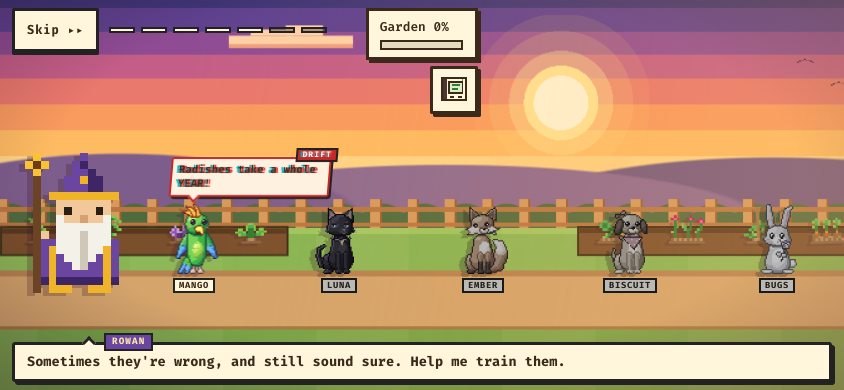 Skip ▸▸
Garden 0%
DRIFT
Radishes take a whole
YEAR!
MANGO
LUNA
EMBER
BISCUIT
BUGS
ROWAN
Sometimes they're wrong, and still sound sure. Help me train them.